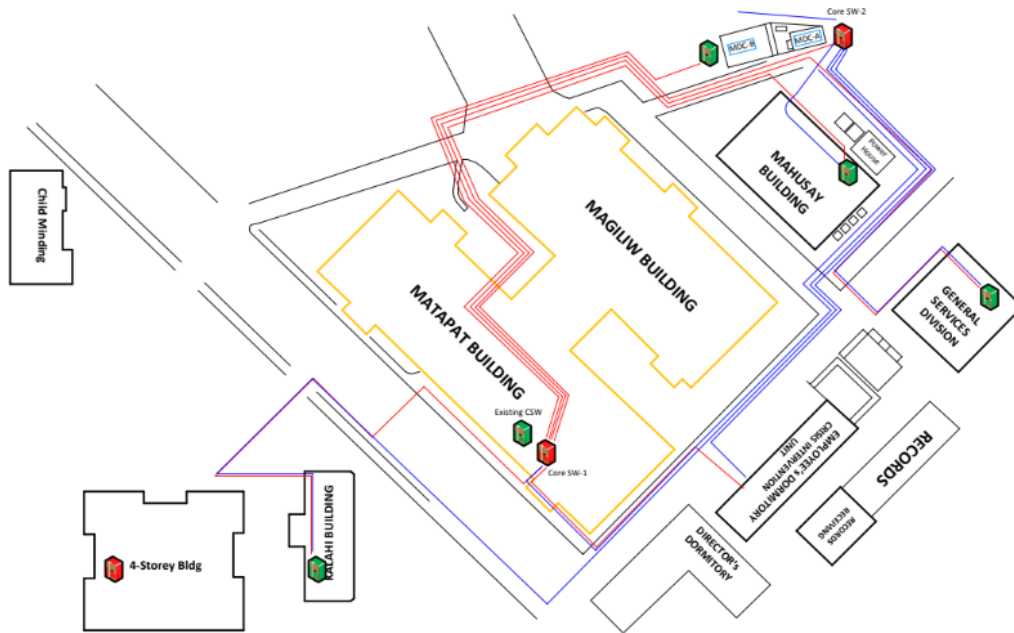 Core SW-2
MDC-B
MDC-A
Power
House
MAHUSAY
BUILDING
Child Minding
MAGILIW BUILDING
MATAPAT BUILDING
GENERAL
SERVICES
DIVISION
Existing CSW
Core SW-1
EMPLOYEE'S DORMITORY
CRISIS INTERVENTION
UNIT
RECORDS
RECORDS
RECEIVING
DIRECTOR's
DORMITORY
KALAHI BUILDING
4-Storey Bldg